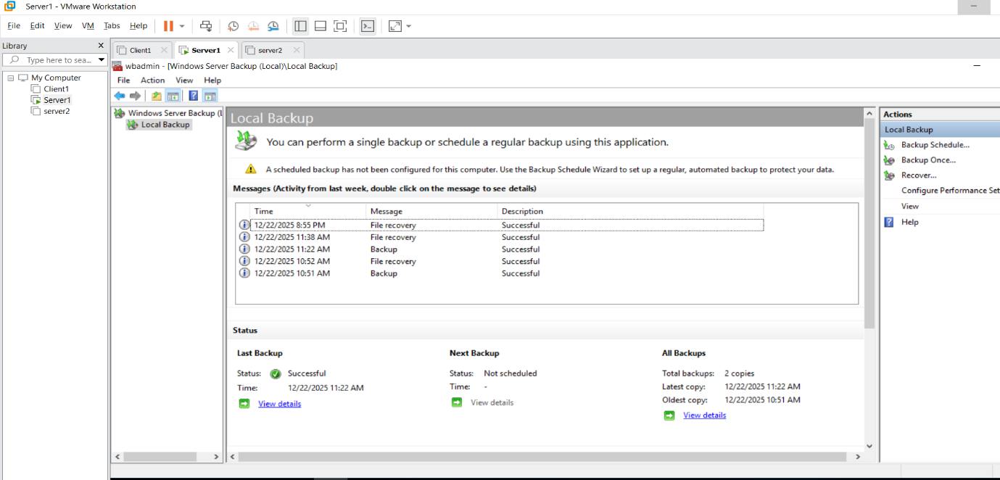 Server1 - VMware Workstation
File Edit View VM Tabs Help
Library
Type here to sea...
My Computer
Client1
Server1
server2
Client1 Server1 server2
wbadmin - [Windows Server Backup (Local)\Local Backup]
File Action View Help
Windows Server Backup (L
Local Backup
Local Backup
You can perform a single backup or schedule a regular backup using this application.
A scheduled backup has not been configured for this computer. Use the Backup Schedule Wizard to set up a regular, automated backup to protect your data.
Messages (Activity from last week, double click on the message to see details)
Time Message Description
12/22/2025 8:55 PM File recovery Successful
12/22/2025 11:38 AM File recovery Successful
12/22/2025 11:22 AM Backup Successful
12/22/2025 10:52 AM File recovery Successful
12/22/2025 10:51 AM Backup Successful
Status
Last Backup
Status: Successful
Time: 12/22/2025 11:22 AM
View details
Next Backup
Status: Not scheduled
Time: -
View details
All Backups
Total backups: 2 copies
Latest copy: 12/22/2025 11:22 AM
Oldest copy: 12/22/2025 10:51 AM
View details
Actions
Local Backup
Backup Schedule...
Backup Once...
Recover...
Configure Performance Set
View
Help